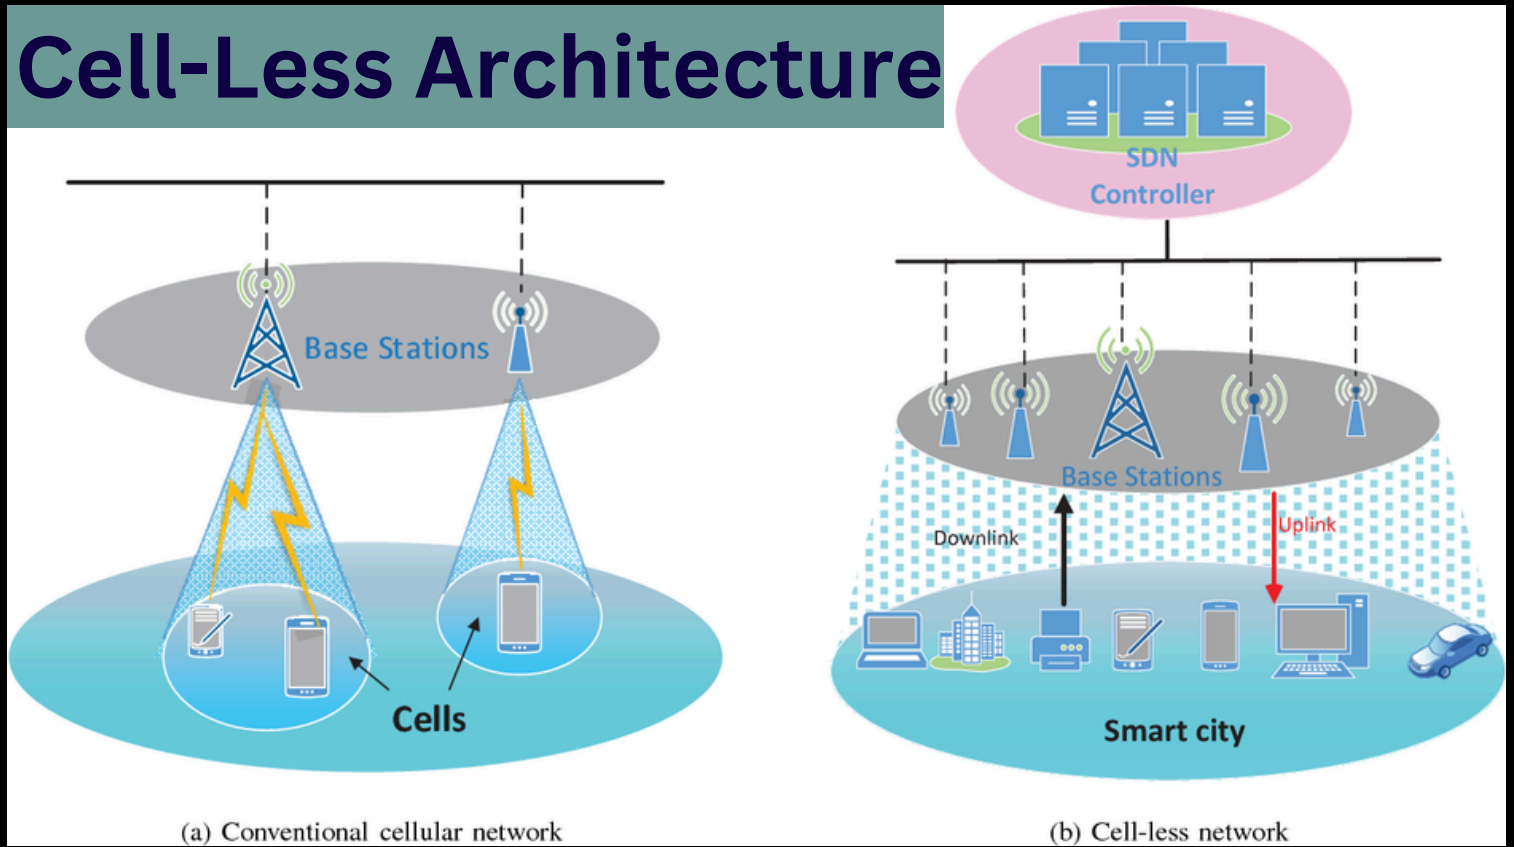 Cell-Less Architecture
SDN
Controller
Base Stations
Cells
(a) Conventional cellular network
Base Stations
Downlink
Uplink
Smart city
(b) Cell-less network